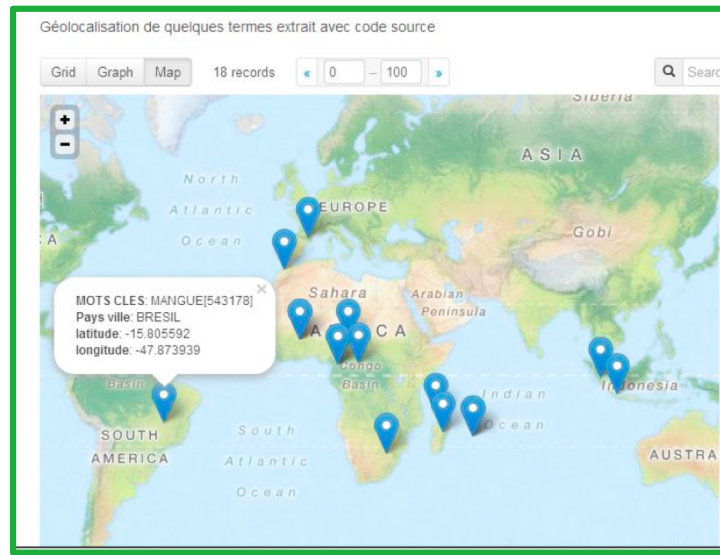 Géolocalisation de quelques termes extrait avec code source
Grid Graph Map 18 records « 0 – 100 » Searc
Siberia
ASIA
North
Atlantic
Ocean
EUROPE
Gobi
CA
Sahara
Arabian
Peninsula
MOTS CLES: MANGUE[543178] ×
Pays ville: BRESIL
latitude: -15.805592
longitude: -47.873939
Congo
Basin
Basin
Indian
Ocean
Indonesia
SOUTH
AMERICA
South
Atlantic
Ocean
AUSTRA